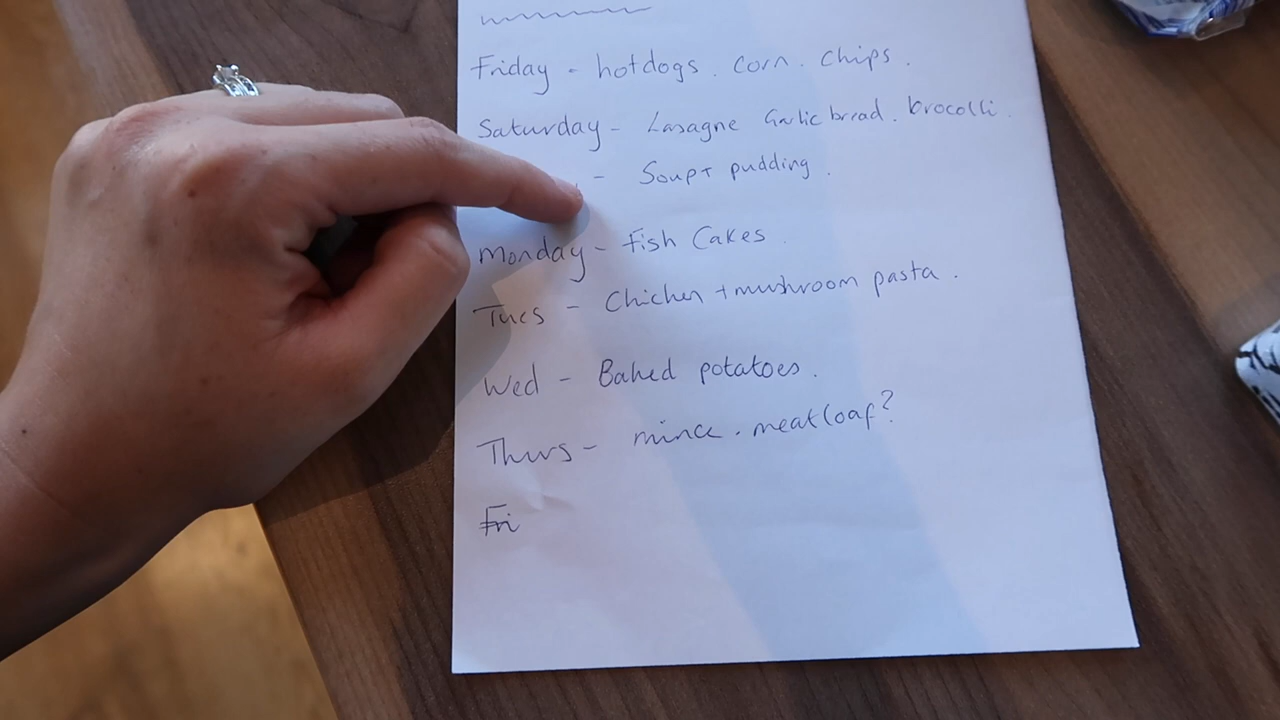 Friday - hotdogs. corn. chips.
Saturday - Lasagne Garlic bread. brocolli.
- Soup + pudding.
Monday - Fish Cakes.
Tues - Chicken + mushroom pasta.
Wed - Baked potatoes.
Thurs - mince. meatloaf?
Fri